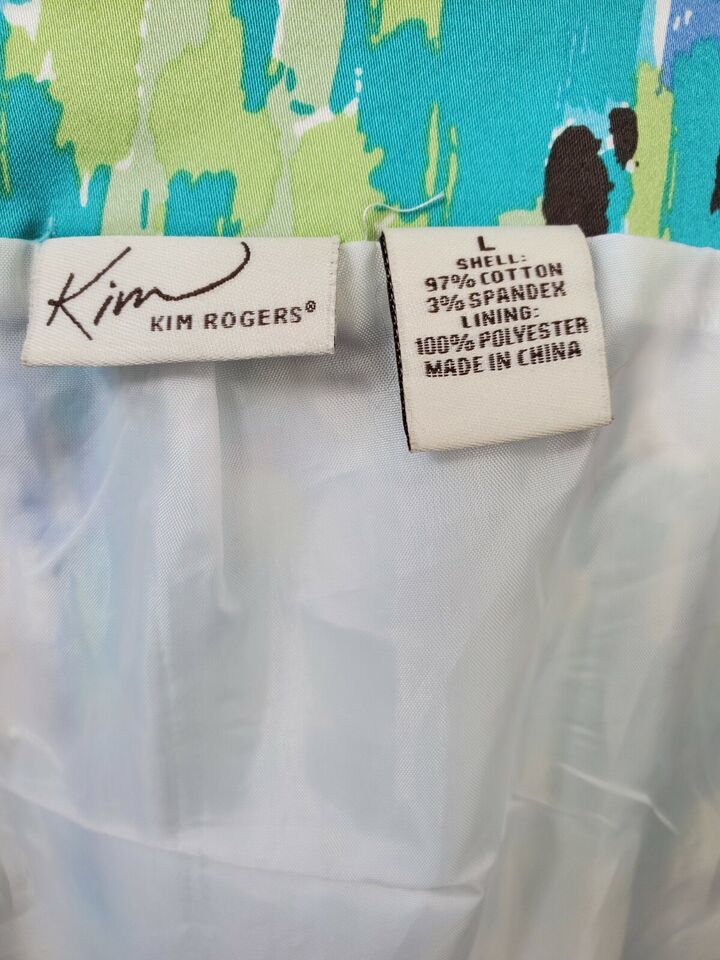 Kim
KIM ROGERS®
L
SHELL:
97% COTTON
3% SPANDEX
LINING:
100% POLYESTER
MADE IN CHINA